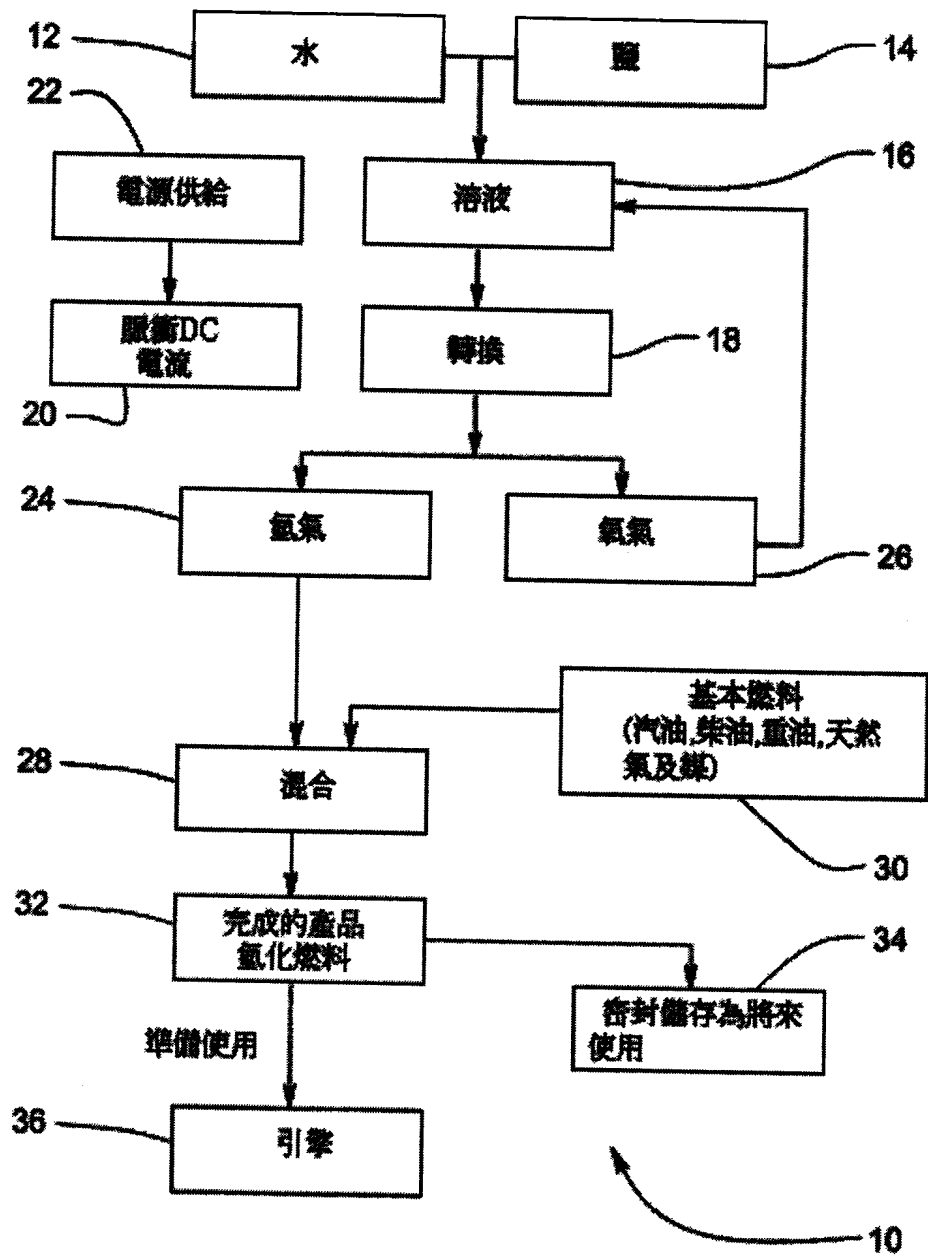 12
水
鹽
14
22
電源供給
溶液
16
脈衝DC
電流
20
轉換
18
24
氫氣
氧氣
26
基本燃料
(汽油,柴油,重油,天然
氣及煤)
30
28
混合
32
完成的產品
氫化燃料
34
密封儲存為將來
使用
準備使用
36
引擎
10